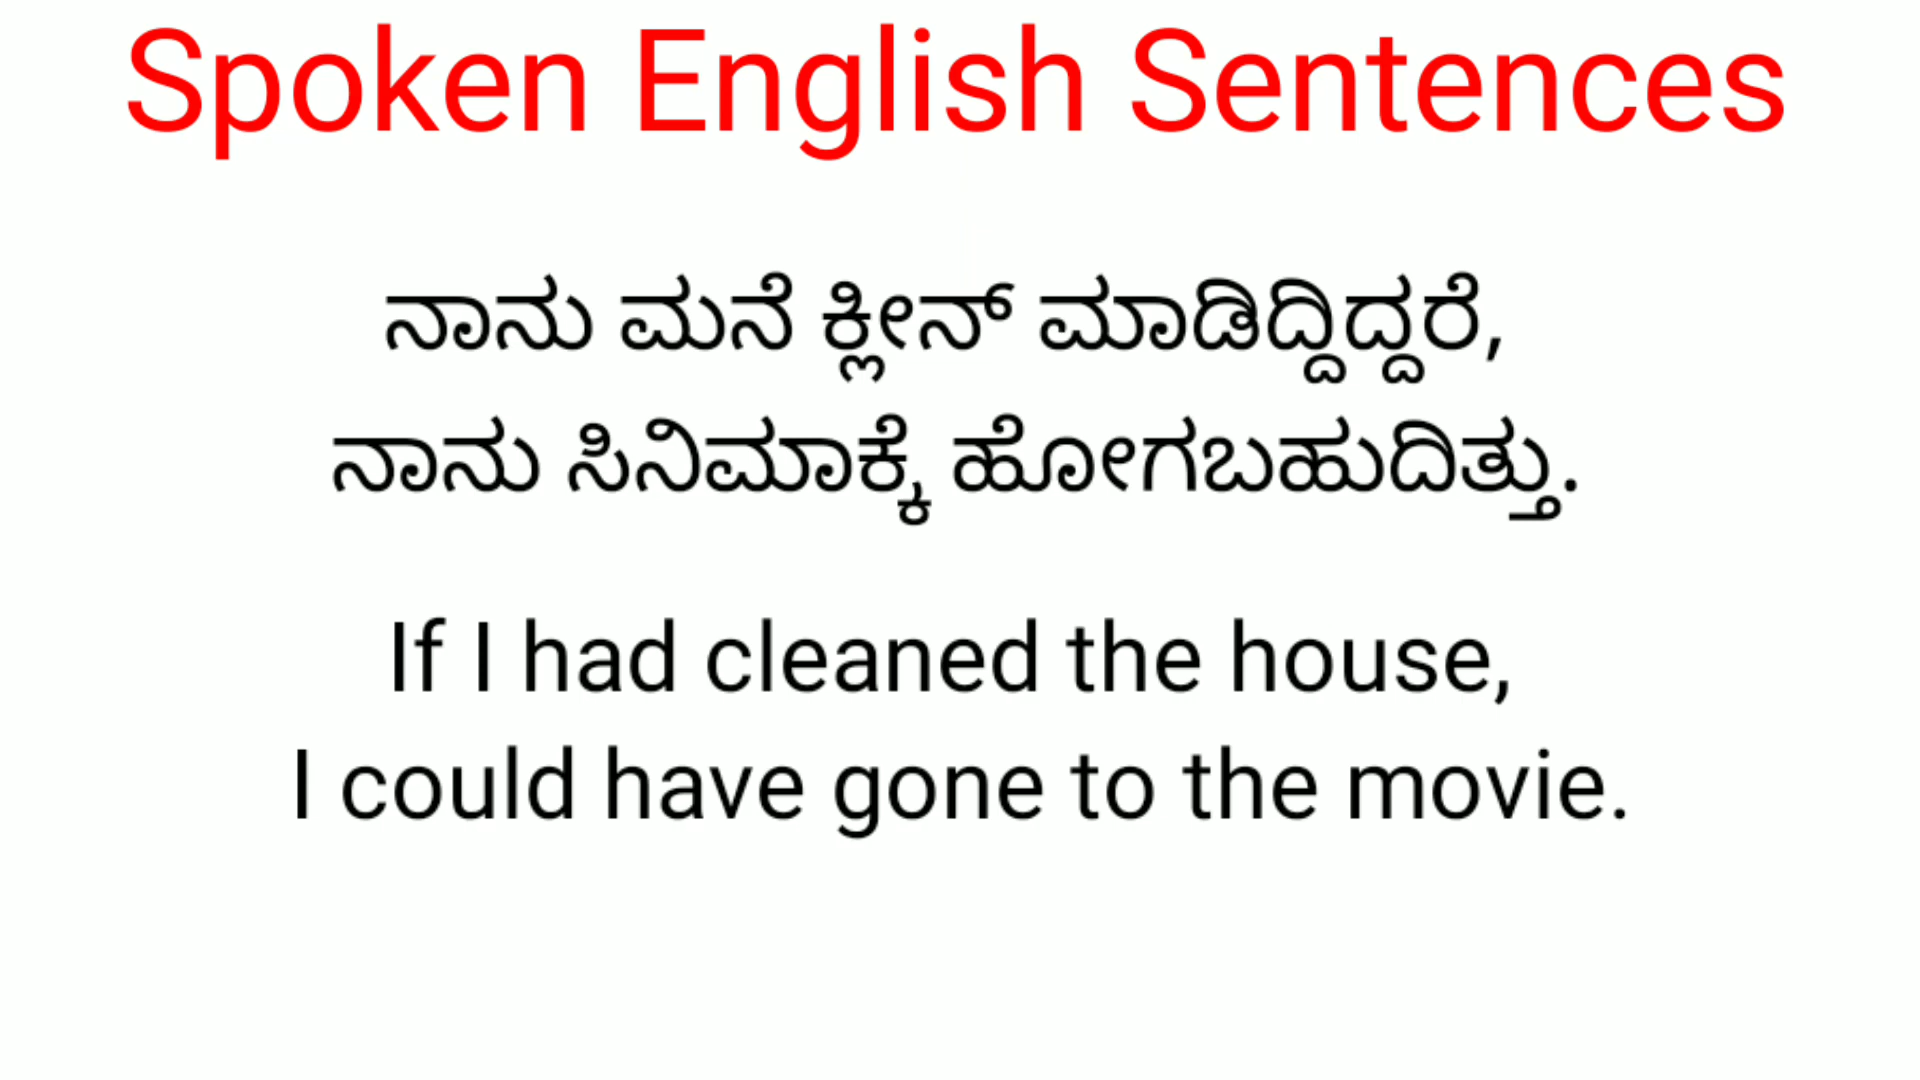 Spoken English Sentences
ನಾನು ಮನೆ ಕ್ಲೀನ್ ಮಾಡಿದ್ದಿದ್ದರೆ,
ನಾನು ಸಿನಿಮಾಕ್ಕೆ ಹೋಗಬಹುದಿತ್ತು.
If I had cleaned the house,
I could have gone to the movie.